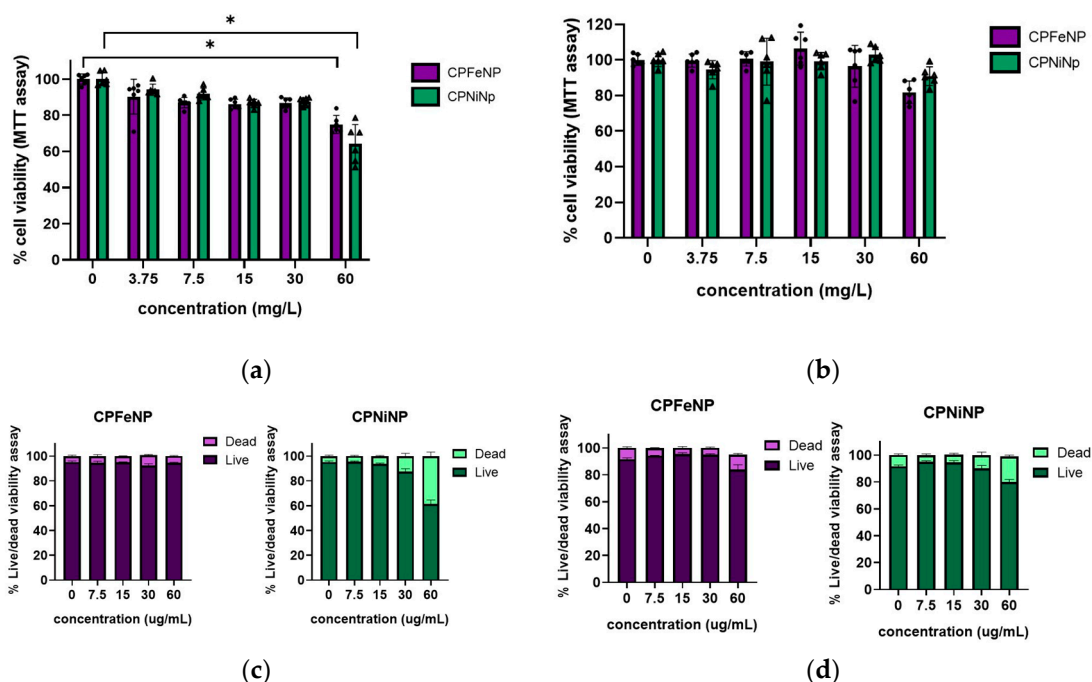 *
*
% cell viability (MTT assay)
100
80
60
40
20
0
0 3.75 7.5 15 30 60
concentration (mg/L)
CPFeNP
CPNiNp
(a)
% cell viability (MTT assay)
120
100
80
60
40
20
0
0 3.75 7.5 15 30 60
concentration (mg/L)
CPFeNP
CPNiNp
(b)
CPFeNP
% Live/dead viability assay
100
80
60
40
20
0
0 7.5 15 30 60
concentration (ug/mL)
Dead
Live
CPNiNP
% Live/dead viability assay
100
80
60
40
20
0
0 7.5 15 30 60
concentration (ug/mL)
Dead
Live
(c)
CPFeNP
% Live/dead viability assay
100
80
60
40
20
0
0 7.5 15 30 60
concentration (ug/mL)
Dead
Live
CPNiNP
% Live/dead viability assay
100
80
60
40
20
0
0 7.5 15 30 60
concentration (ug/mL)
Dead
Live
(d)